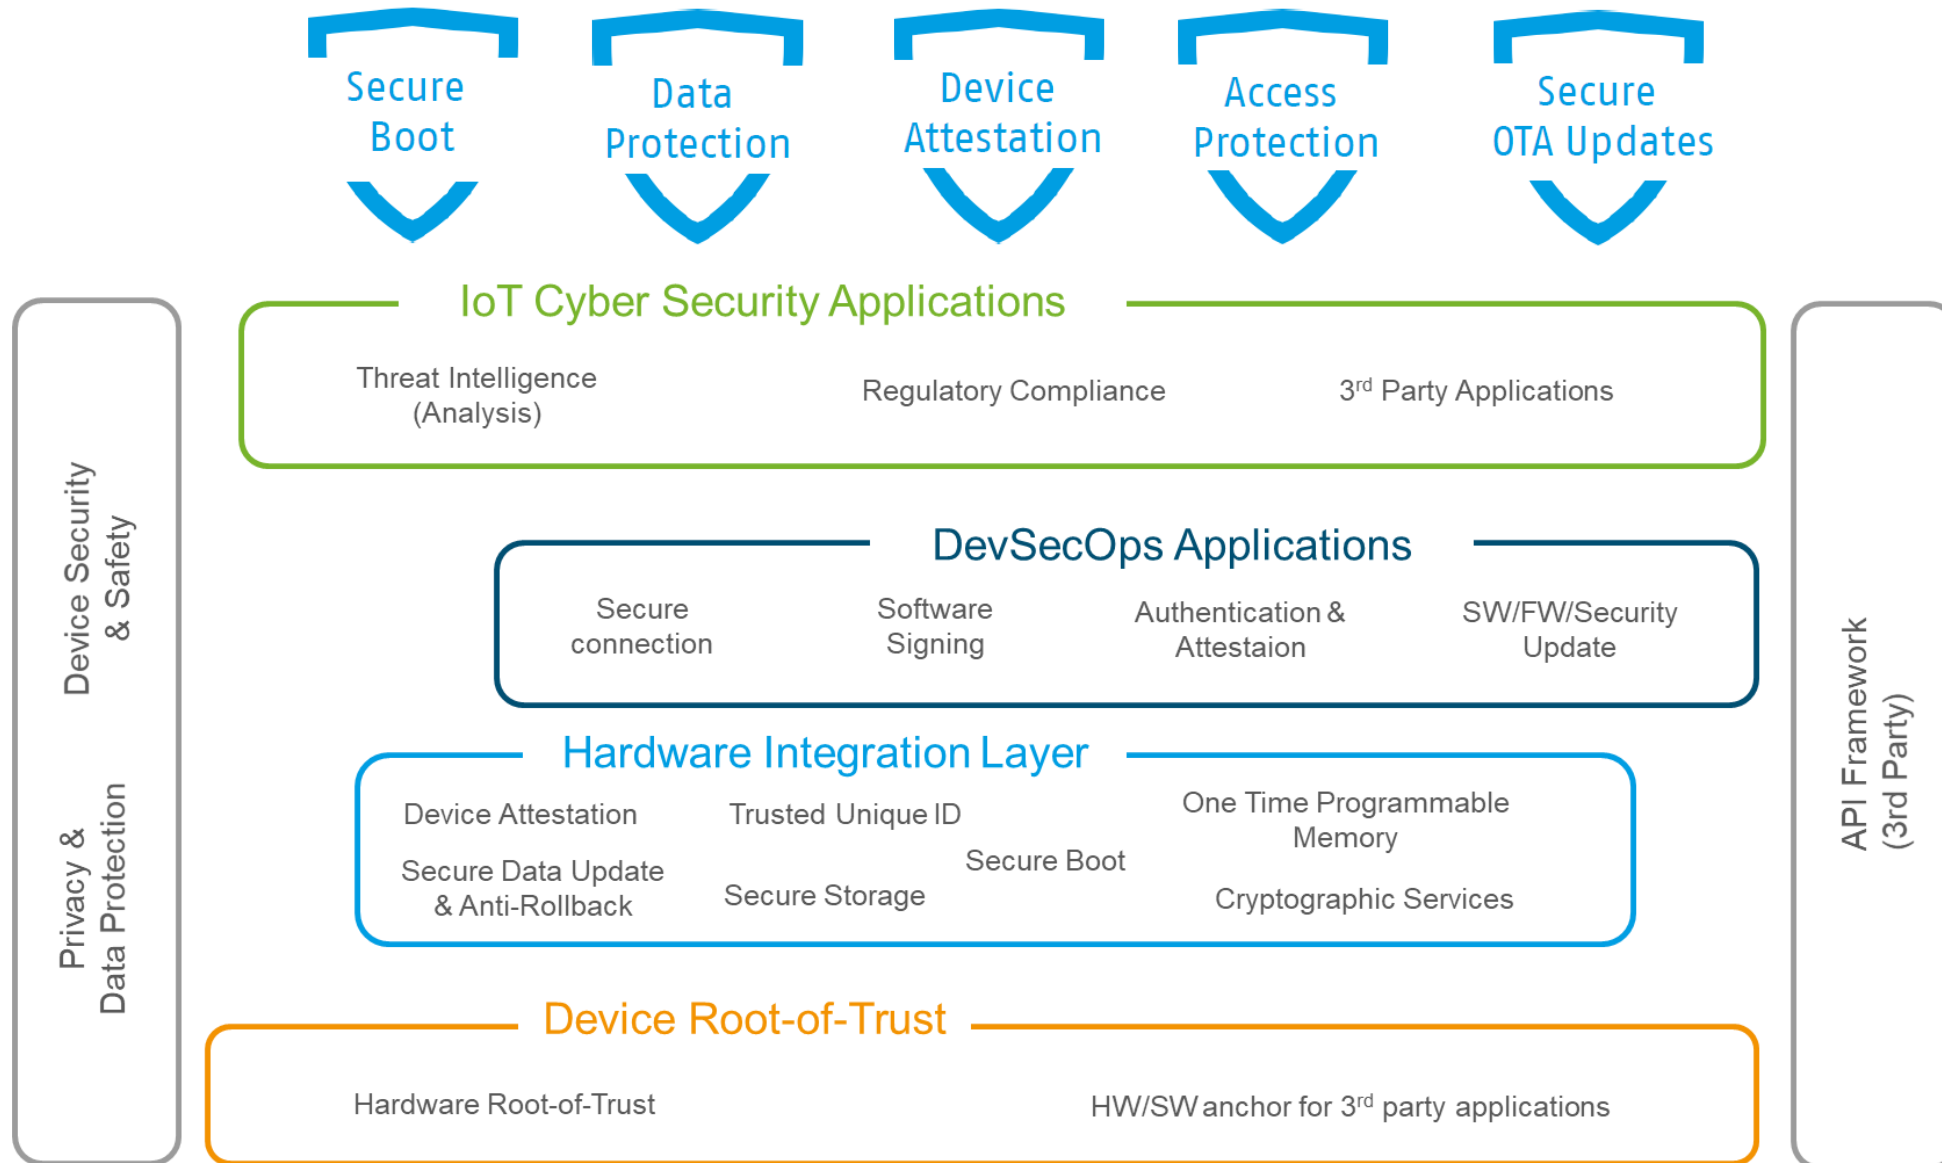 Secure
Boot
Data
Protection
Device
Attestation
Access
Protection
Secure
OTA Updates
IoT Cyber Security Applications
Threat Intelligence
(Analysis)
Regulatory Compliance
3rd Party Applications
DevSecOps Applications
Secure
connection
Software
Signing
Authentication &
Attestaion
SW/FW/Security
Update
Hardware Integration Layer
Device Attestation
Trusted Unique ID
One Time Programmable
Memory
Secure Boot
Secure Data Update
& Anti-Rollback
Secure Storage
Cryptographic Services
Device Root-of-Trust
Hardware Root-of-Trust
HW/SW anchor for 3rd party applications
Device Security
& Safety
Privacy &
Data Protection
API Framework
(3rd Party)